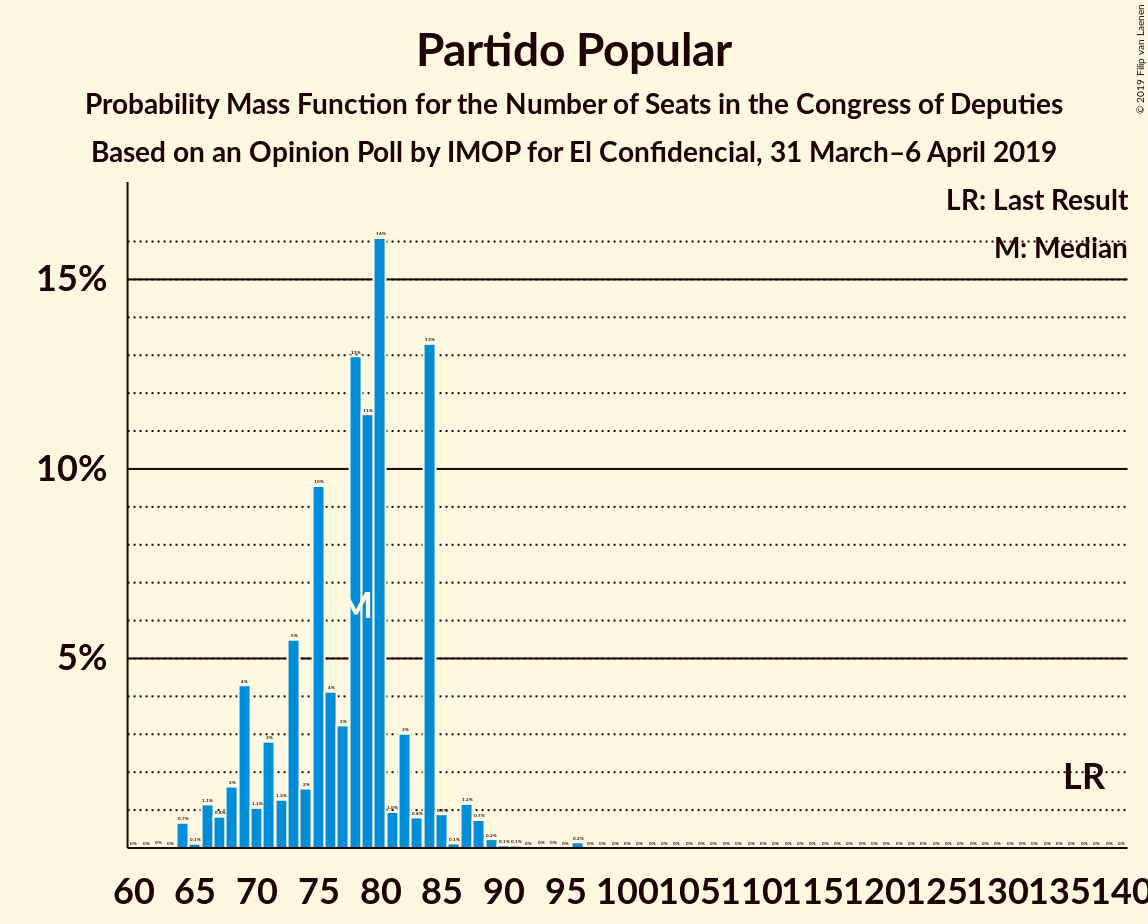 Partido Popular
Probability Mass Function for the Number of Seats in the Congress of Deputies
Based on an Opinion Poll by IMOP for El Confidencial, 31 March–6 April 2019
© 2019 Filip van Laenen
LR: Last Result
M: Median
15%
10%
5%
M
LR
60 65 70 75 80 85 90 95 100 105 110 115 120 125 130 135 140